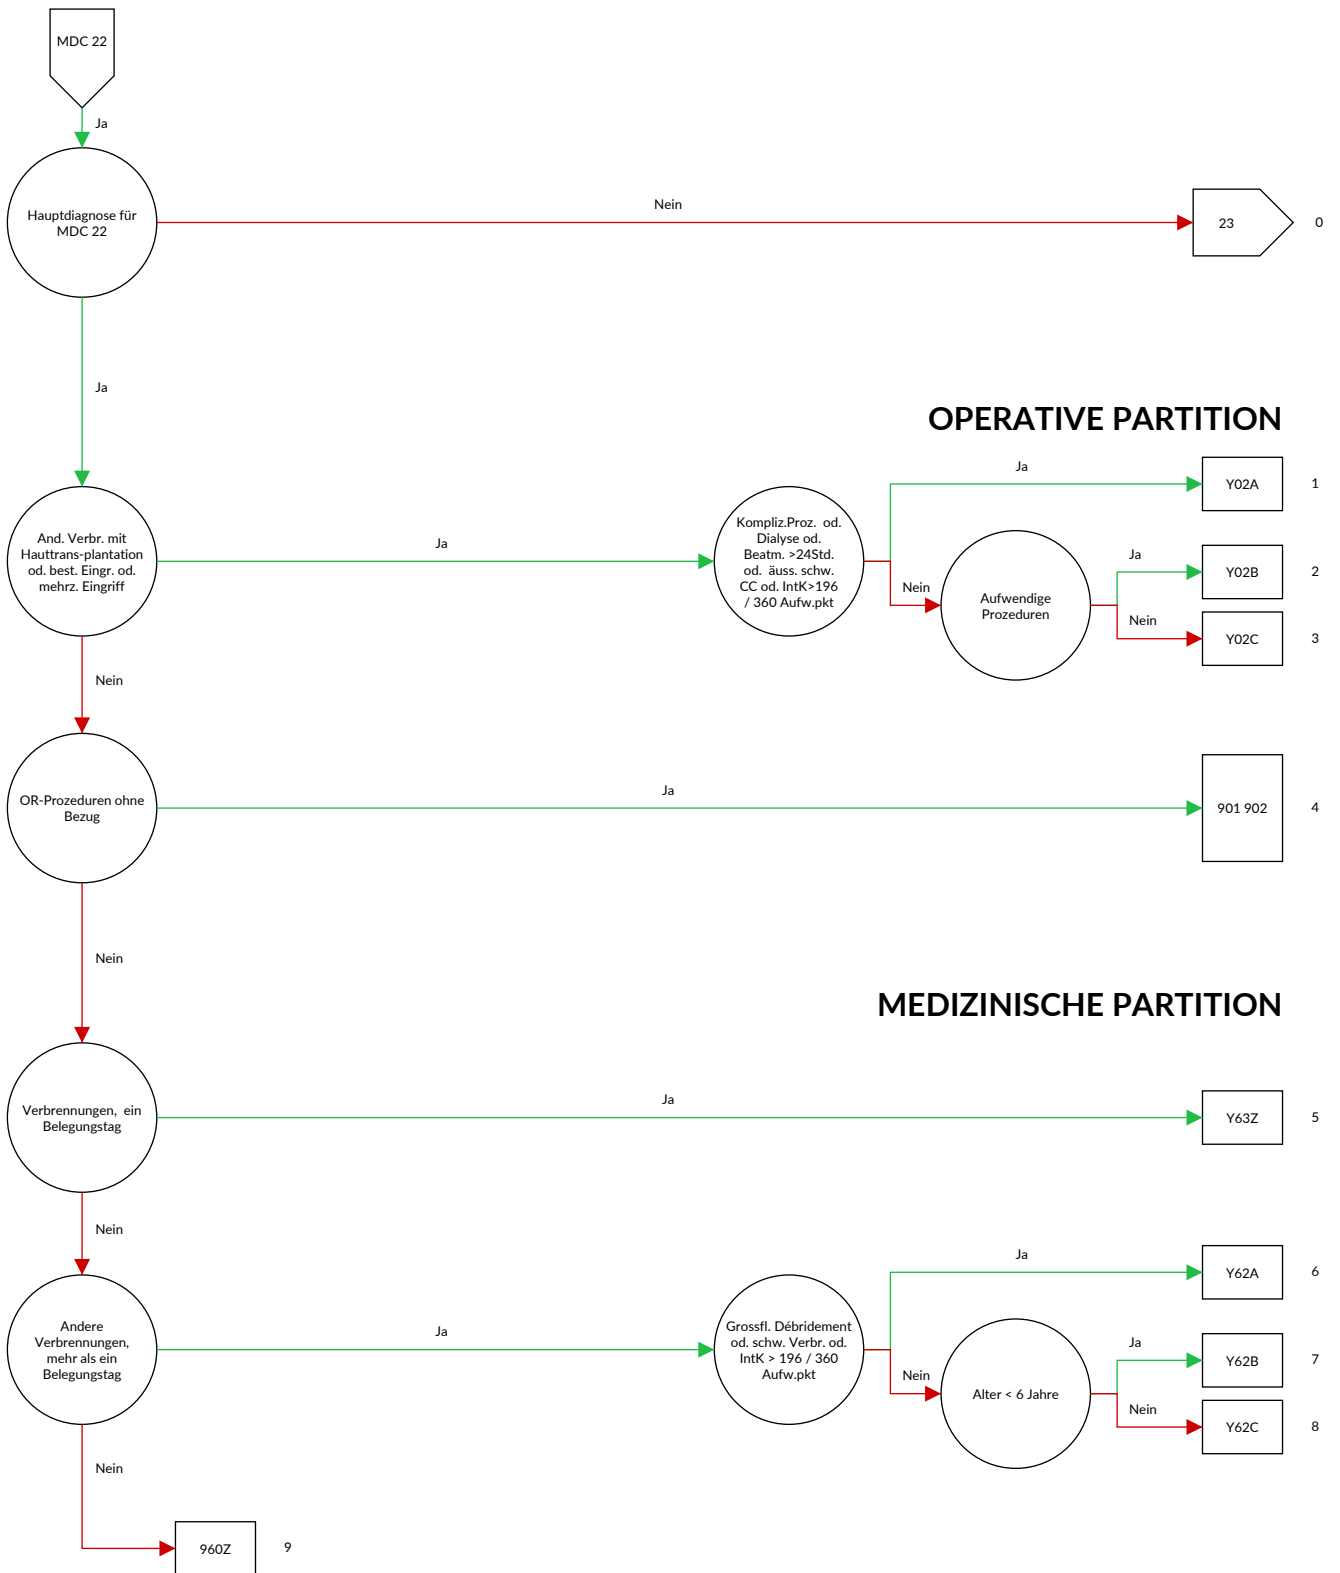 MDC 22
Ja
Hauptdiagnose für
MDC 22
Nein
23
0
Ja
OPERATIVE PARTITION
And. Verbr. mit
Hauttrans-plantation
od. best. Eingr. od.
mehrz. Eingriff
Ja
Kompliz.Proz. od.
Dialyse od.
Beatm. >24Std.
od. äuss. schw.
CC od. IntK>196
/ 360 Aufw.pkt
Ja
Y02A
1
Nein
Aufwendige
Prozeduren
Ja
Y02B
2
Nein
Y02C
3
Nein
OR-Prozeduren ohne
Bezug
Ja
901 902
4
Nein
MEDIZINISCHE PARTITION
Verbrennungen, ein
Belegungstag
Ja
Y63Z
5
Nein
Andere
Verbrennungen,
mehr als ein
Belegungstag
Ja
Grossfl. Débridement
od. schw. Verbr. od.
IntK > 196 / 360
Aufw.pkt
Ja
Y62A
6
Nein
Alter < 6 Jahre
Ja
Y62B
7
Nein
Y62C
8
Nein
960Z
9